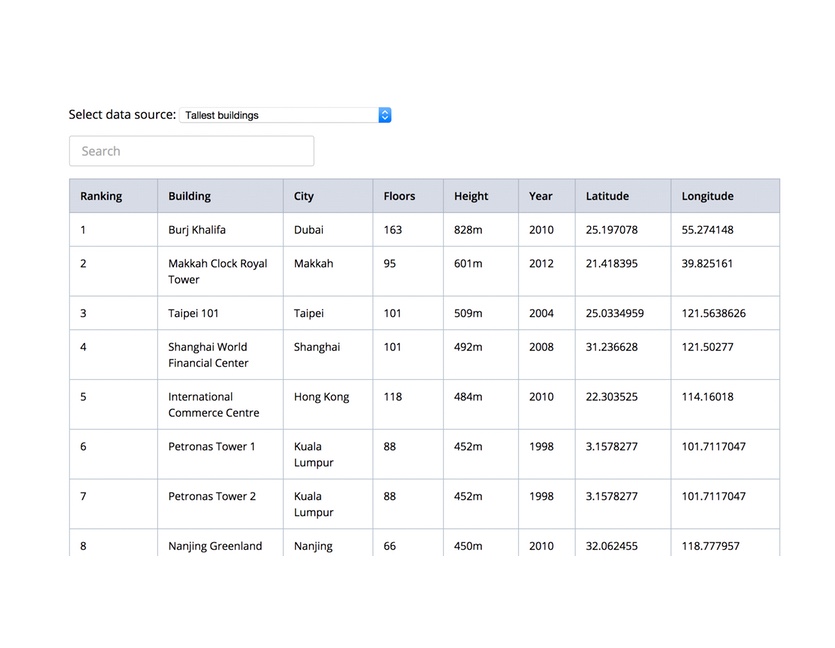 Select data source: Tallest buildings
Search
Ranking Building City Floors Height Year Latitude Longitude
1 Burj Khalifa Dubai 163 828m 2010 25.197078 55.274148
2 Makkah Clock Royal Makkah 95 601m 2012 21.418395 39.825161
Tower
3 Taipei 101 Taipei 101 509m 2004 25.0334959 121.5638626
4 Shanghai World Shanghai 101 492m 2008 31.236628 121.50277
Financial Center
5 International Hong Kong 118 484m 2010 22.303525 114.16018
Commerce Centre
6 Petronas Tower 1 Kuala 88 452m 1998 3.1578277 101.7117047
Lumpur
7 Petronas Tower 2 Kuala 88 452m 1998 3.1578277 101.7117047
Lumpur
8 Nanjing Greenland Nanjing 66 450m 2010 32.062455 118.777957